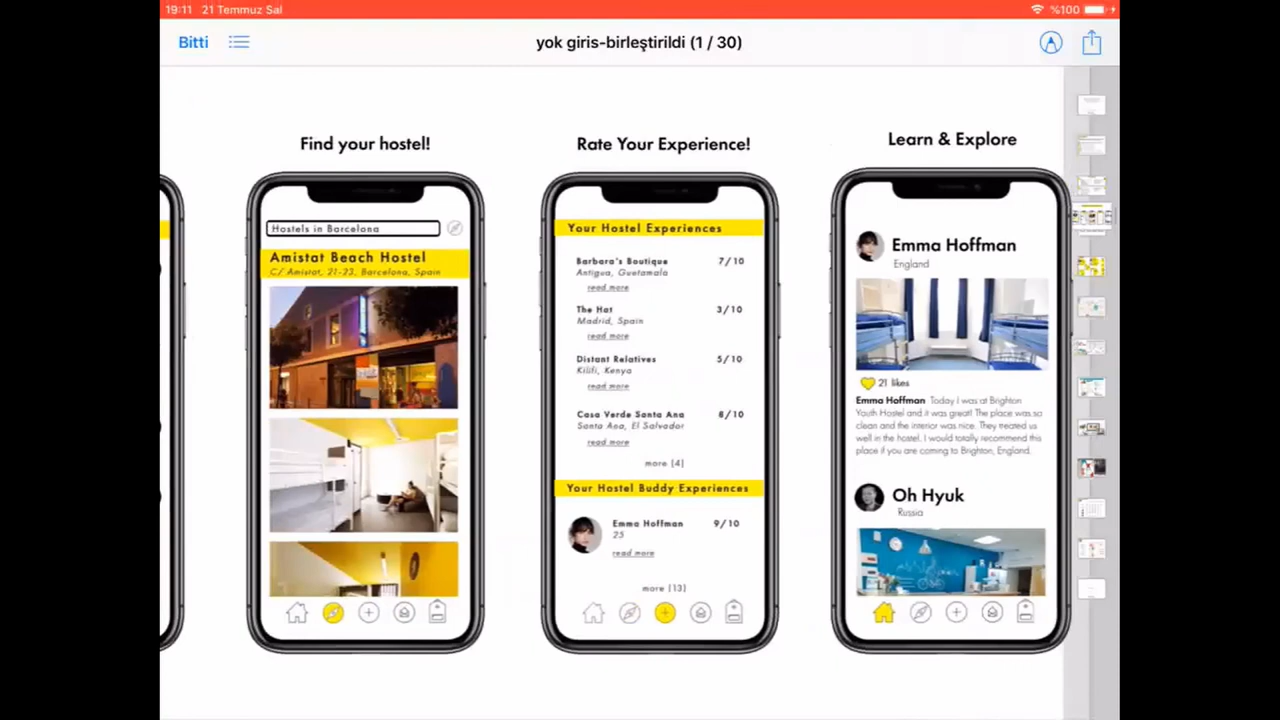 19:11 21 Temmuz Sal
%100
Bitti
yok giris-birleştirildi (1 / 30)
Find your hostel!
Hostels in Barcelona
Amistat Beach Hostel
C/ Amistat, 21-23, Barcelona, Spain
Rate Your Experience!
Your Hostel Experiences
Barbara's Boutique 7/10
Antigua, Guatamala
read more
The Hat 3/10
Madrid, Spain
read more
Distant Relatives 5/10
Kilifi, Kenya
read more
Casa Verde Santa Ana 8/10
Santa Ana, El Salvador
read more
more (4)
Your Hostel Buddy Experiences
Emma Hoffman 9/10
25
read more
more (13)
Learn & Explore
Emma Hoffman
England
21 likes
Emma Hoffman Today I was at Brighton
Youth Hostel and it was great! The place was so
clean and the interior was nice. They treated us
well in the hostel. I would totally recommend this
place if you are coming to Brighton, England.
Oh Hyuk
Russia